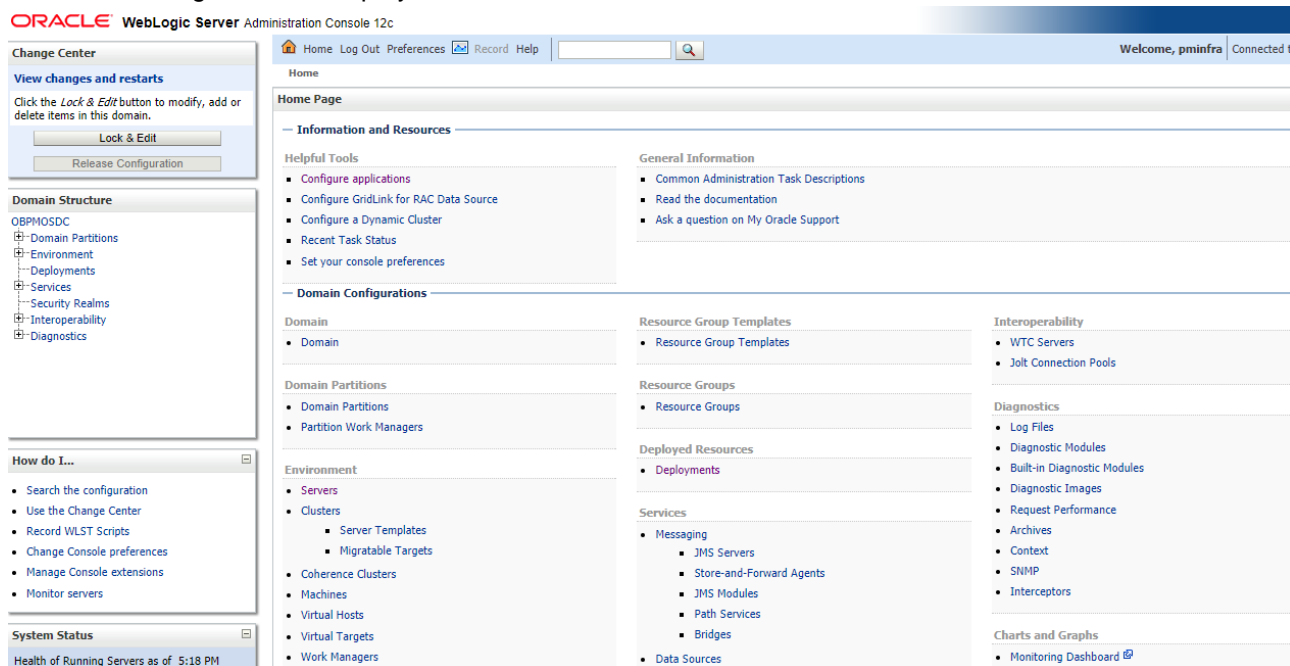 ORACLE WebLogic Server Administration Console 12c
Change Center
View changes and restarts
Click the Lock & Edit button to modify, add or
delete items in this domain.
Lock & Edit
Release Configuration
Domain Structure
OBPMOSDC
Domain Partitions
Environment
Deployments
Services
Security Realms
Interoperability
Diagnostics
How do I...
Search the configuration
Use the Change Center
Record WLST Scripts
Change Console preferences
Manage Console extensions
Monitor servers
System Status
Health of Running Servers as of 5:18 PM
Home Log Out Preferences Record Help
Welcome, pminfra Connected t
Home
Home Page
Information and Resources
Helpful Tools
Configure applications
Configure GridLink for RAC Data Source
Configure a Dynamic Cluster
Recent Task Status
Set your console preferences
General Information
Common Administration Task Descriptions
Read the documentation
Ask a question on My Oracle Support
Domain Configurations
Domain
Domain
Domain Partitions
Domain Partitions
Partition Work Managers
Environment
Servers
Clusters
Server Templates
Migratable Targets
Coherence Clusters
Machines
Virtual Hosts
Virtual Targets
Work Managers
Resource Group Templates
Resource Group Templates
Resource Groups
Resource Groups
Deployed Resources
Deployments
Services
Messaging
JMS Servers
Store-and-Forward Agents
JMS Modules
Path Services
Bridges
Data Sources
Interoperability
WTC Servers
Jolt Connection Pools
Diagnostics
Log Files
Diagnostic Modules
Built-in Diagnostic Modules
Diagnostic Images
Request Performance
Archives
Context
SNMP
Interceptors
Charts and Graphs
Monitoring Dashboard